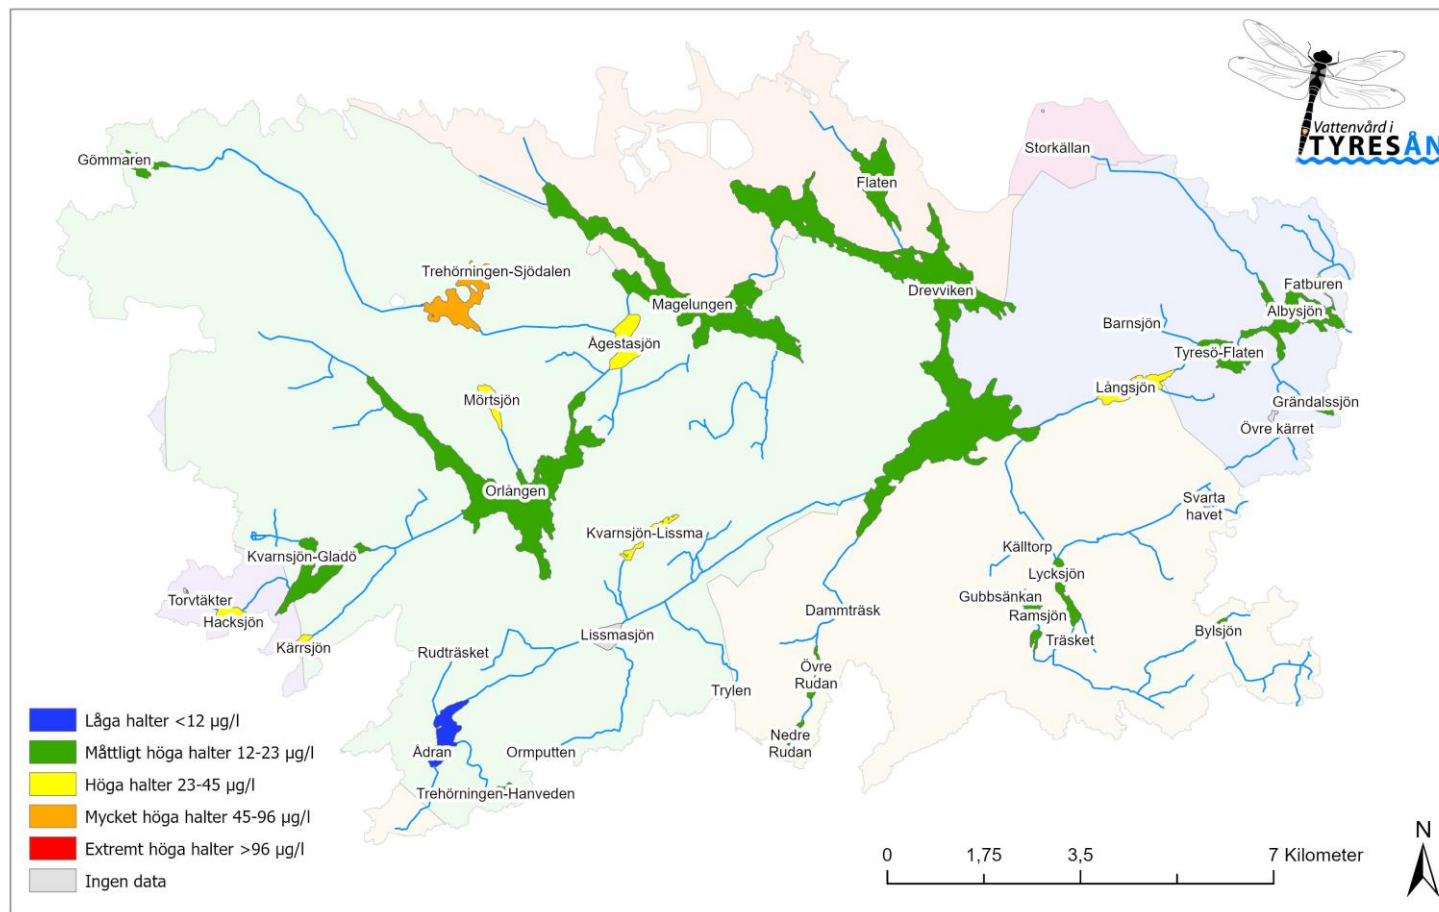 Vattenvård i
TYRESÅN
Storkällan
Gömmaren
Flaten
Trehörningen-Sjödalen
Fatburen
Drevviken
Magelungen
Albysjön
Barnsjön
Ågestasjön
Tyresö-Flaten
Långsjön
Mörtsjön
Grändalssjön
Övre kärret
Orlången
Svarta
havet
Kvarnsjön-Lissma
Källtorp
Kvarnsjön-Gladö
Lycksjön
Gubbsänkan
Torvtäkter
Dammträsk
Ramsjön
Hacksjön
Lissmasjön
Bylsjön
Träsket
Kärrsjön
Rudträsket
Övre
Rudan
Trylen
Nedre
Rudan
Ådran
Ormputten
Trehörningen-Hanveden
Låga halter <12 µg/l
Måttligt höga halter 12-23 µg/l
Höga halter 23-45 µg/l
Mycket höga halter 45-96 µg/l
Extremt höga halter >96 µg/l
Ingen data
0 1,75 3,5 7 Kilometer
N